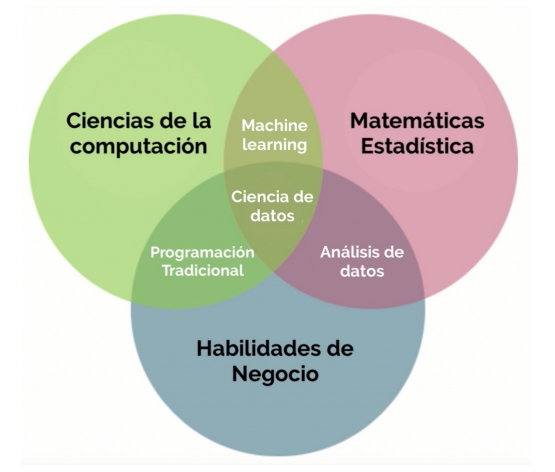 Ciencias de la
computación
Matemáticas
Estadística
Machine
learning
Ciencia de
datos
Programación
Tradicional
Análisis de
datos
Habilidades de
Negocio